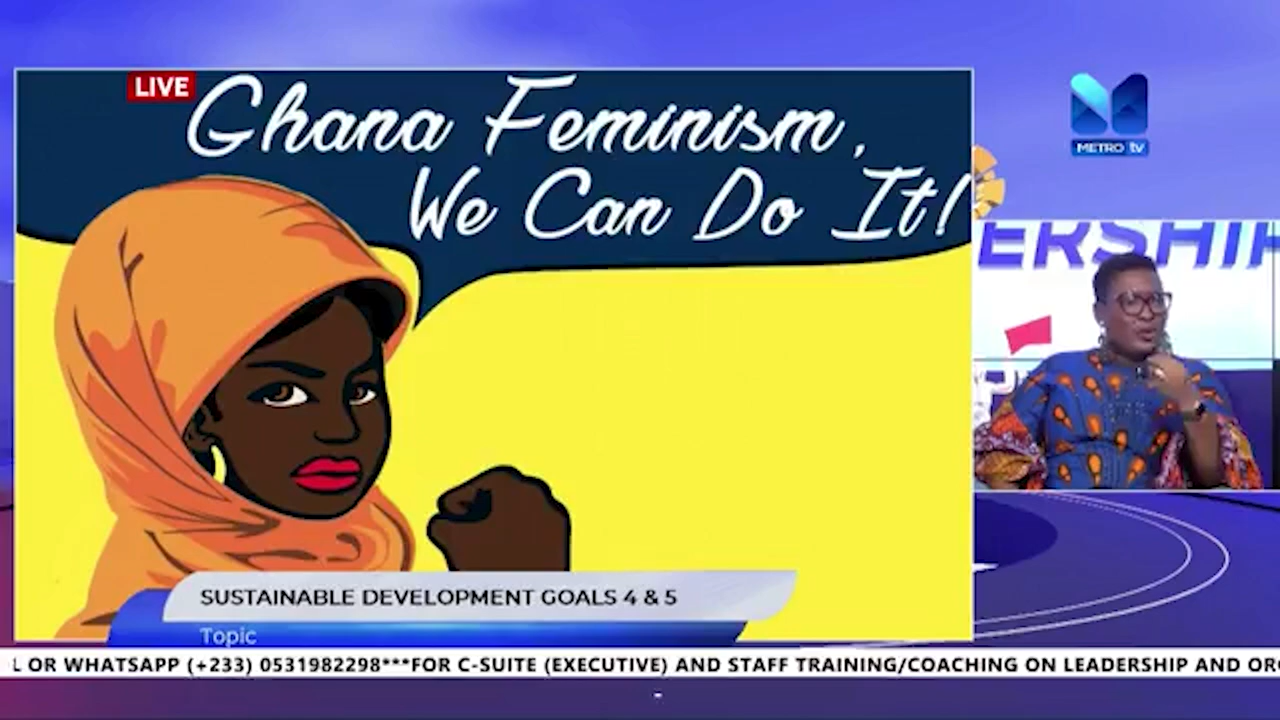 LIVE
Ghana Feminism,
We Can Do It!
METRO tv
ERSHIP
SUSTAINABLE DEVELOPMENT GOALS 4 & 5
Topic
L OR WHATSAPP (+233) 0531982298***FOR C-SUITE (EXECUTIVE) AND STAFF TRAINING/COACHING ON LEADERSHIP AND ORG